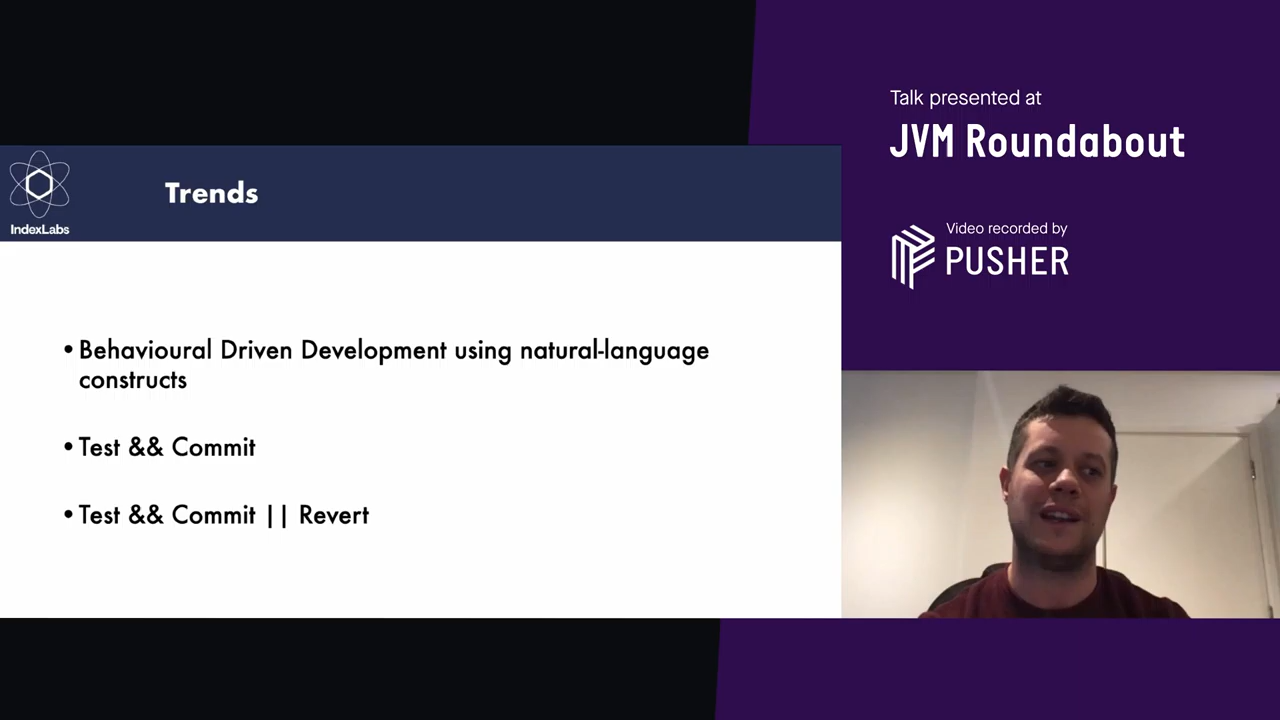 Talk presented at
JVM Roundabout
Video recorded by
PUSHER
IndexLabs
Trends
•Behavioural Driven Development using natural-language
constructs
•Test && Commit
•Test && Commit || Revert